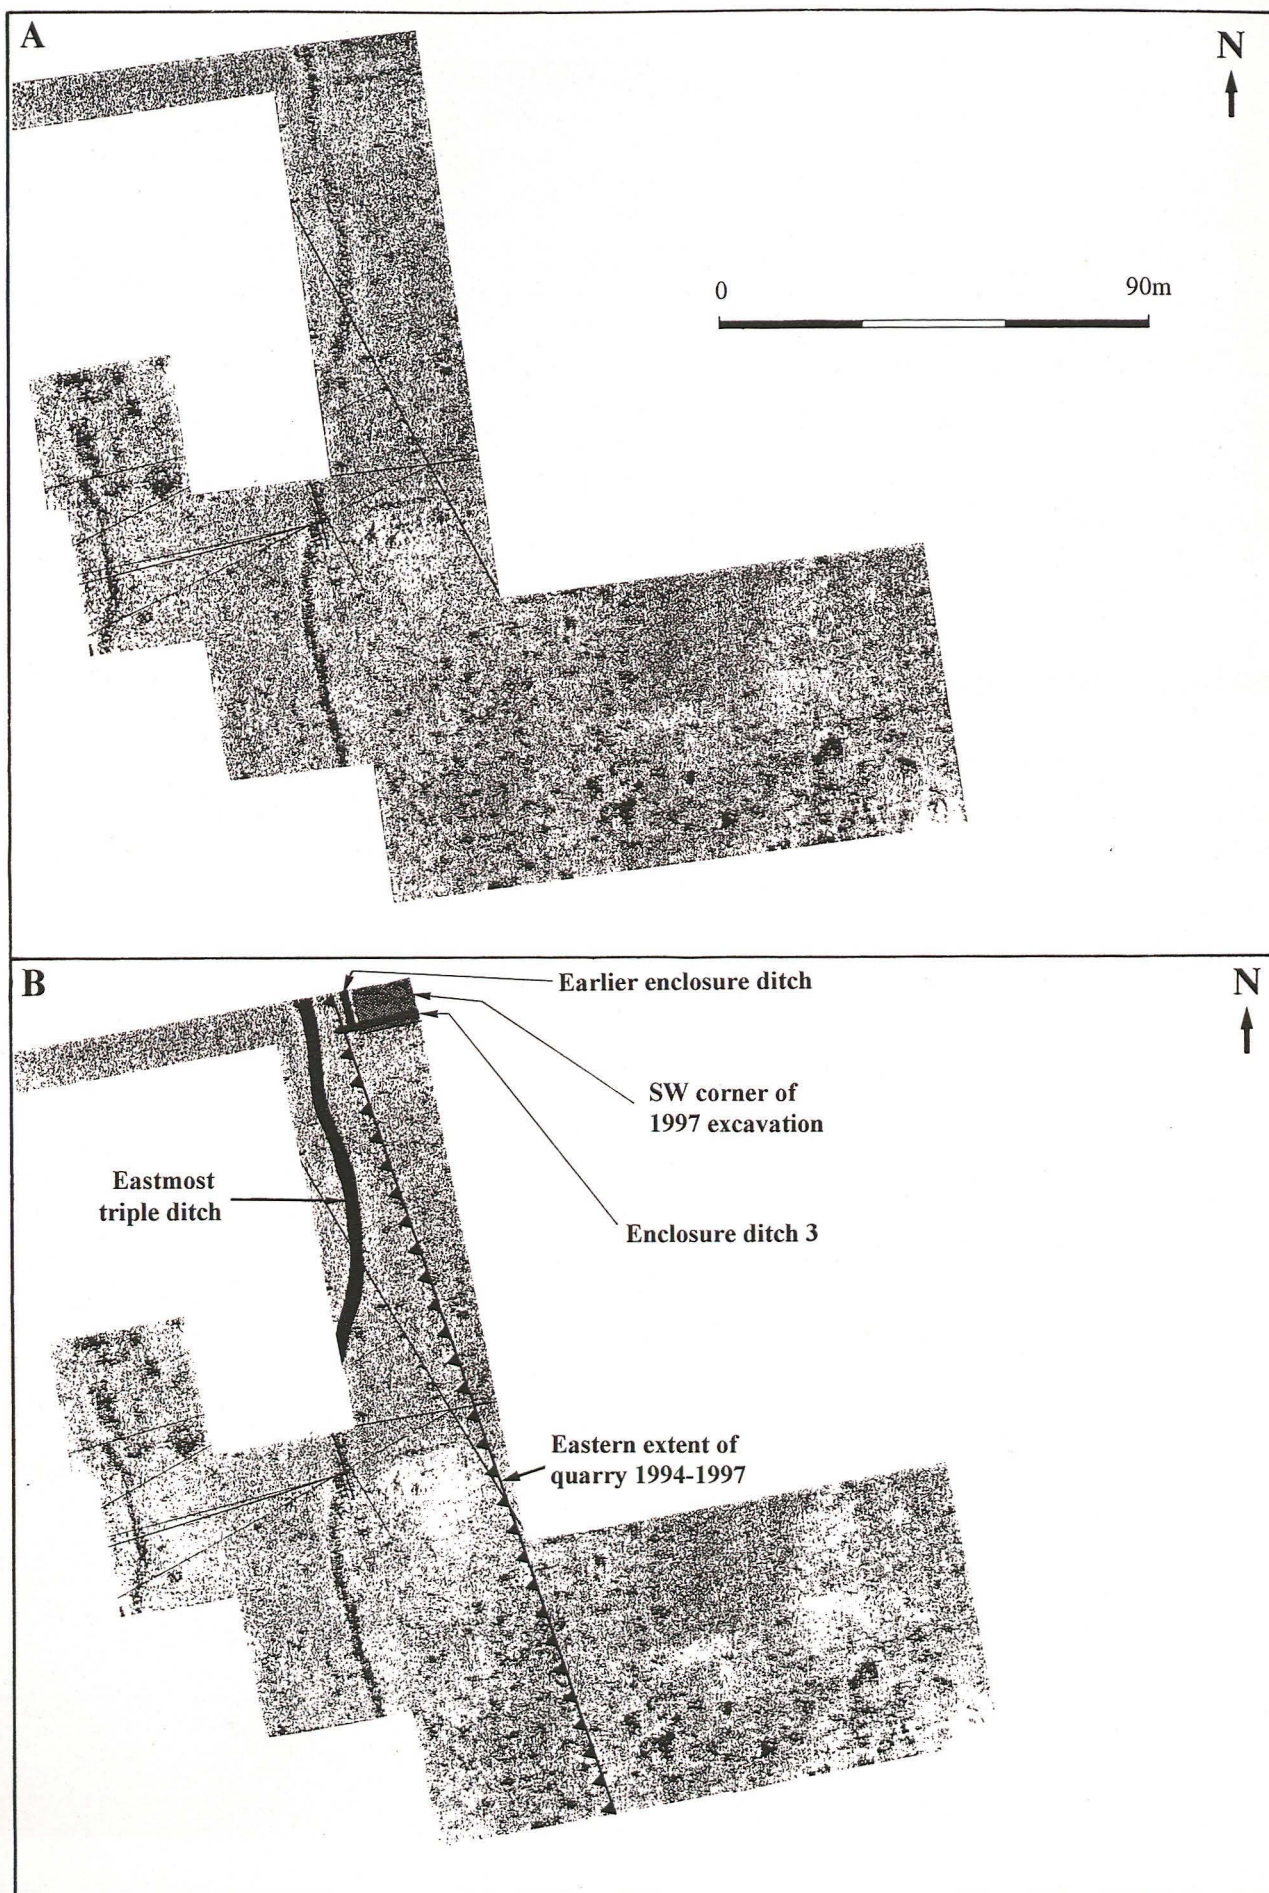 A
N
0 90m
B
N
Earlier enclosure ditch
SW corner of
1997 excavation
Eastmost
triple ditch
Enclosure ditch 3
Eastern extent of
quarry 1994-1997